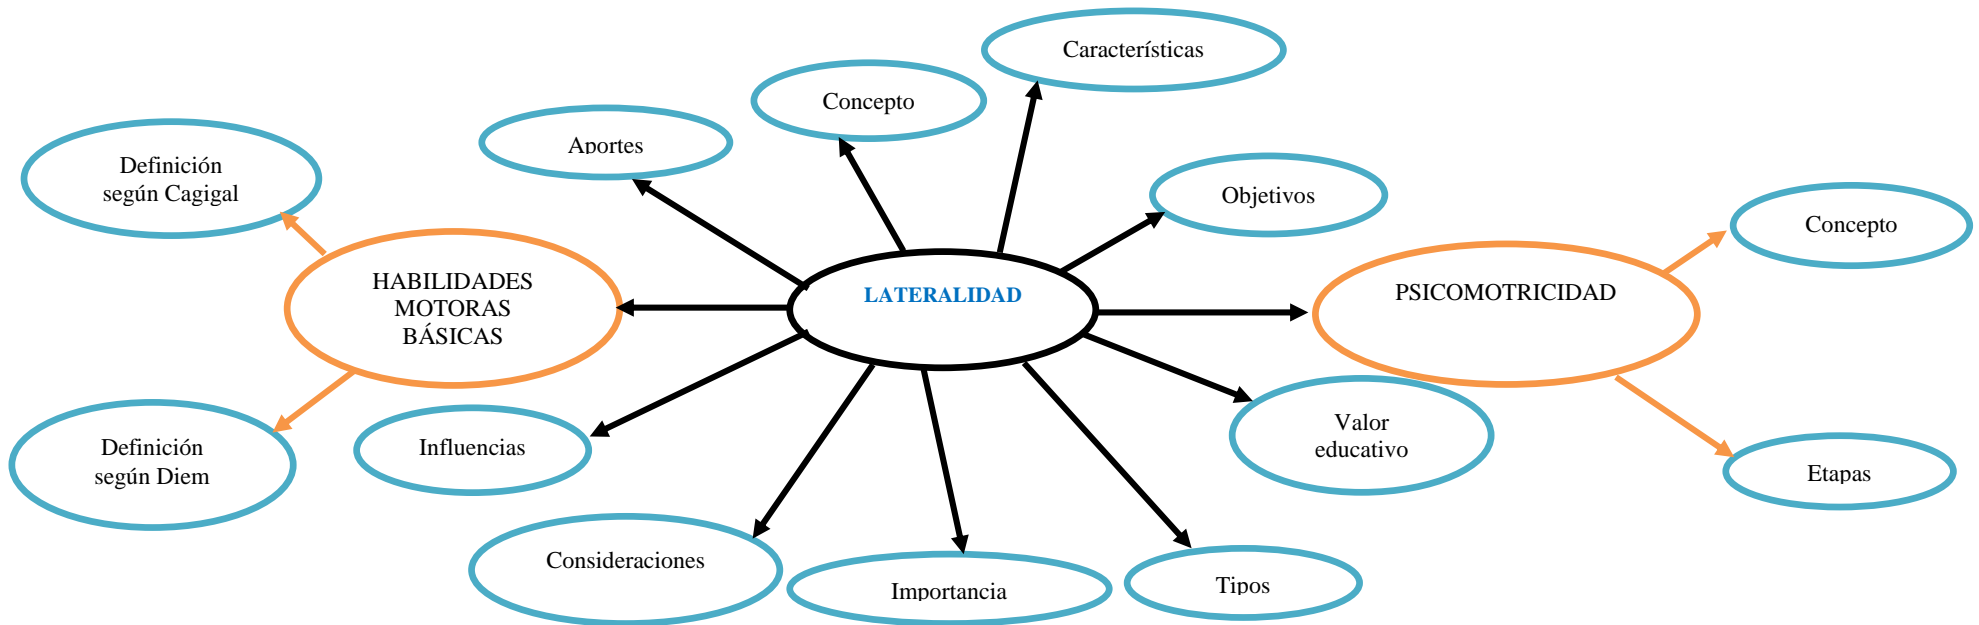 Características
Concepto
Aportes
Definición
según Cagigal
Objetivos
Concepto
HABILIDADES
MOTORAS
BÁSICAS
LATERALIDAD
PSICOMOTRICIDAD
Definición
según Diem
Influencias
Valor
educativo
Etapas
Consideraciones
Importancia
Tipos